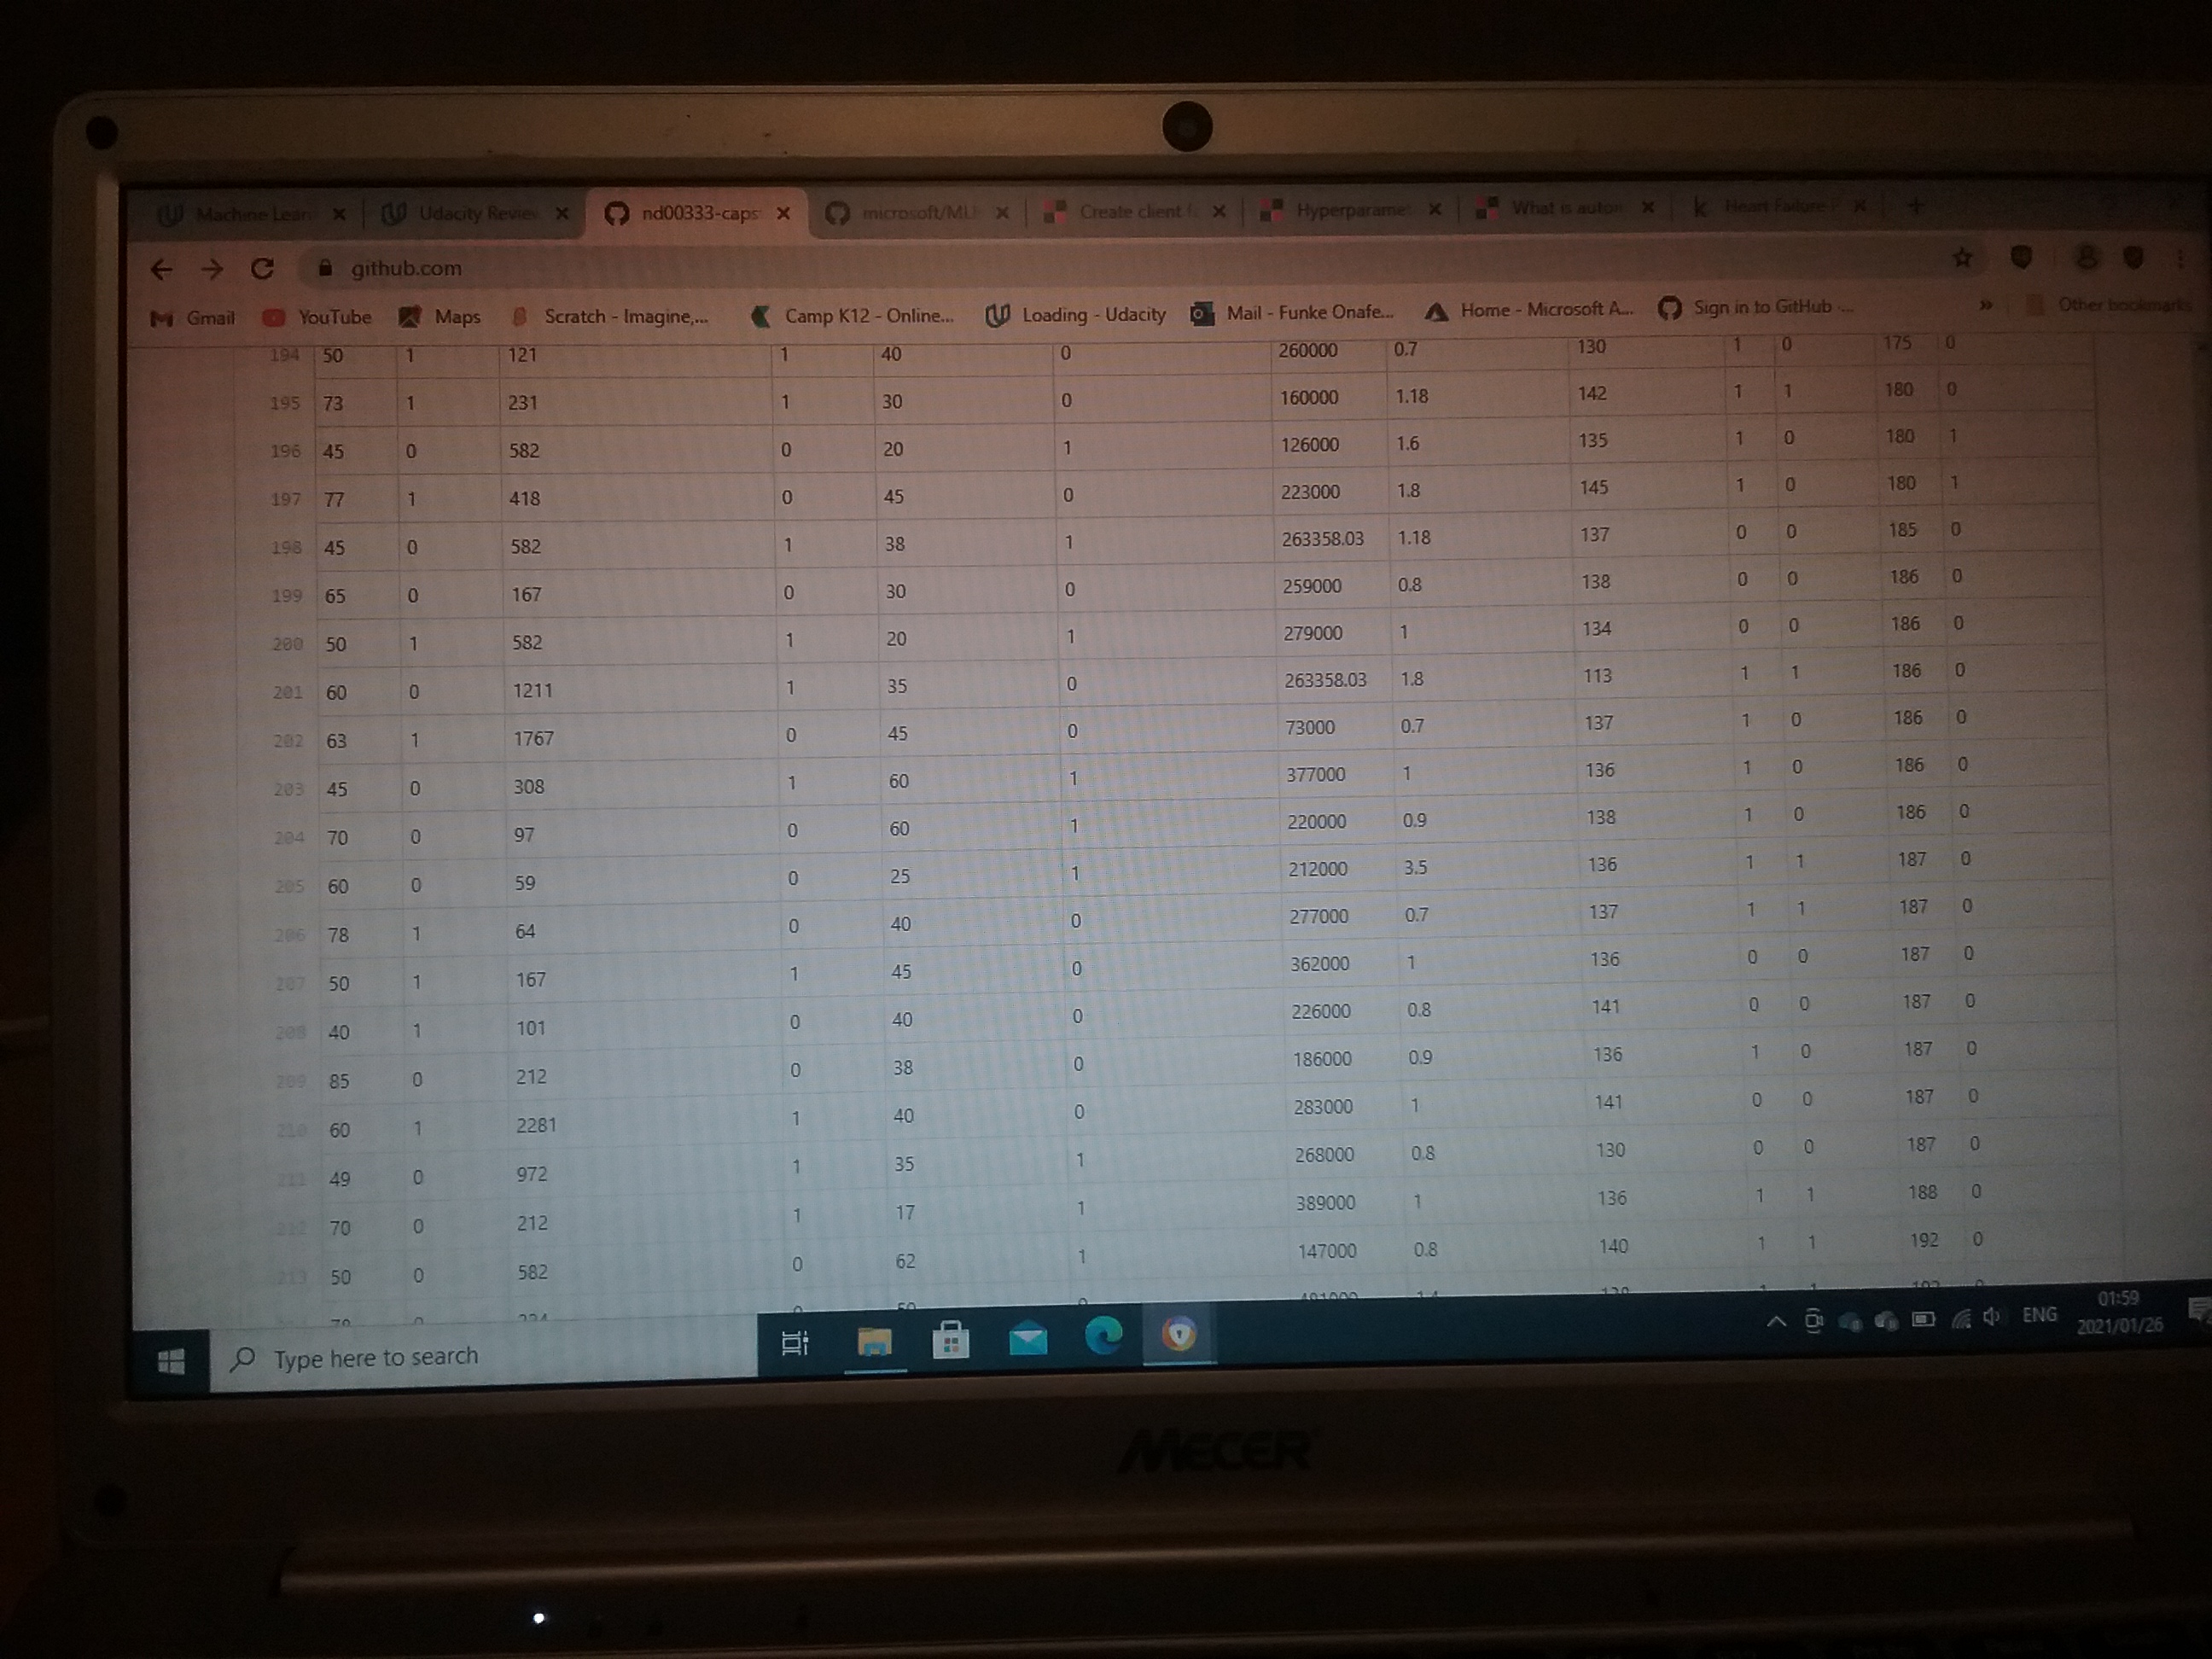 Machine Lear
Udacity Review
nd00333-caps
microsoft/ML
Create client f
Hyperparame
What is autom
Heart Failure P
github.com
Gmail YouTube Maps Scratch - Imagine,... Camp K12 - Online... Loading - Udacity Mail - Funke Onafe... Home - Microsoft A... Sign in to GitHub ·... » Other bookmarks
194 50 1 121 1 40 0 260000 0.7 130 1 0 175 0
195 73 1 231 1 30 0 160000 1.18 142 1 1 180 0
196 45 0 582 0 20 1 126000 1.6 135 1 0 180 1
197 77 1 418 0 45 0 223000 1.8 145 1 0 180 1
198 45 0 582 1 38 1 263358.03 1.18 137 0 0 185 0
199 65 0 167 0 30 0 259000 0.8 138 0 0 186 0
200 50 1 582 1 20 1 279000 1 134 0 0 186 0
201 60 0 1211 1 35 0 263358.03 1.8 113 1 1 186 0
202 63 1 1767 0 45 0 73000 0.7 137 1 0 186 0
203 45 0 308 1 60 1 377000 1 136 1 0 186 0
204 70 0 97 0 60 1 220000 0.9 138 1 0 186 0
205 60 0 59 0 25 1 212000 3.5 136 1 1 187 0
206 78 1 64 0 40 0 277000 0.7 137 1 1 187 0
207 50 1 167 1 45 0 362000 1 136 0 0 187 0
208 40 1 101 0 40 0 226000 0.8 141 0 0 187 0
209 85 0 212 0 38 0 186000 0.9 136 1 0 187 0
210 60 1 2281 1 40 0 283000 1 141 0 0 187 0
211 49 0 972 1 35 1 268000 0.8 130 0 0 187 0
212 70 0 212 1 17 1 389000 1 136 1 1 188 0
213 50 0 582 0 62 1 147000 0.8 140 1 1 192 0
Type here to search
ENG
01:59
2021/01/26
MECER